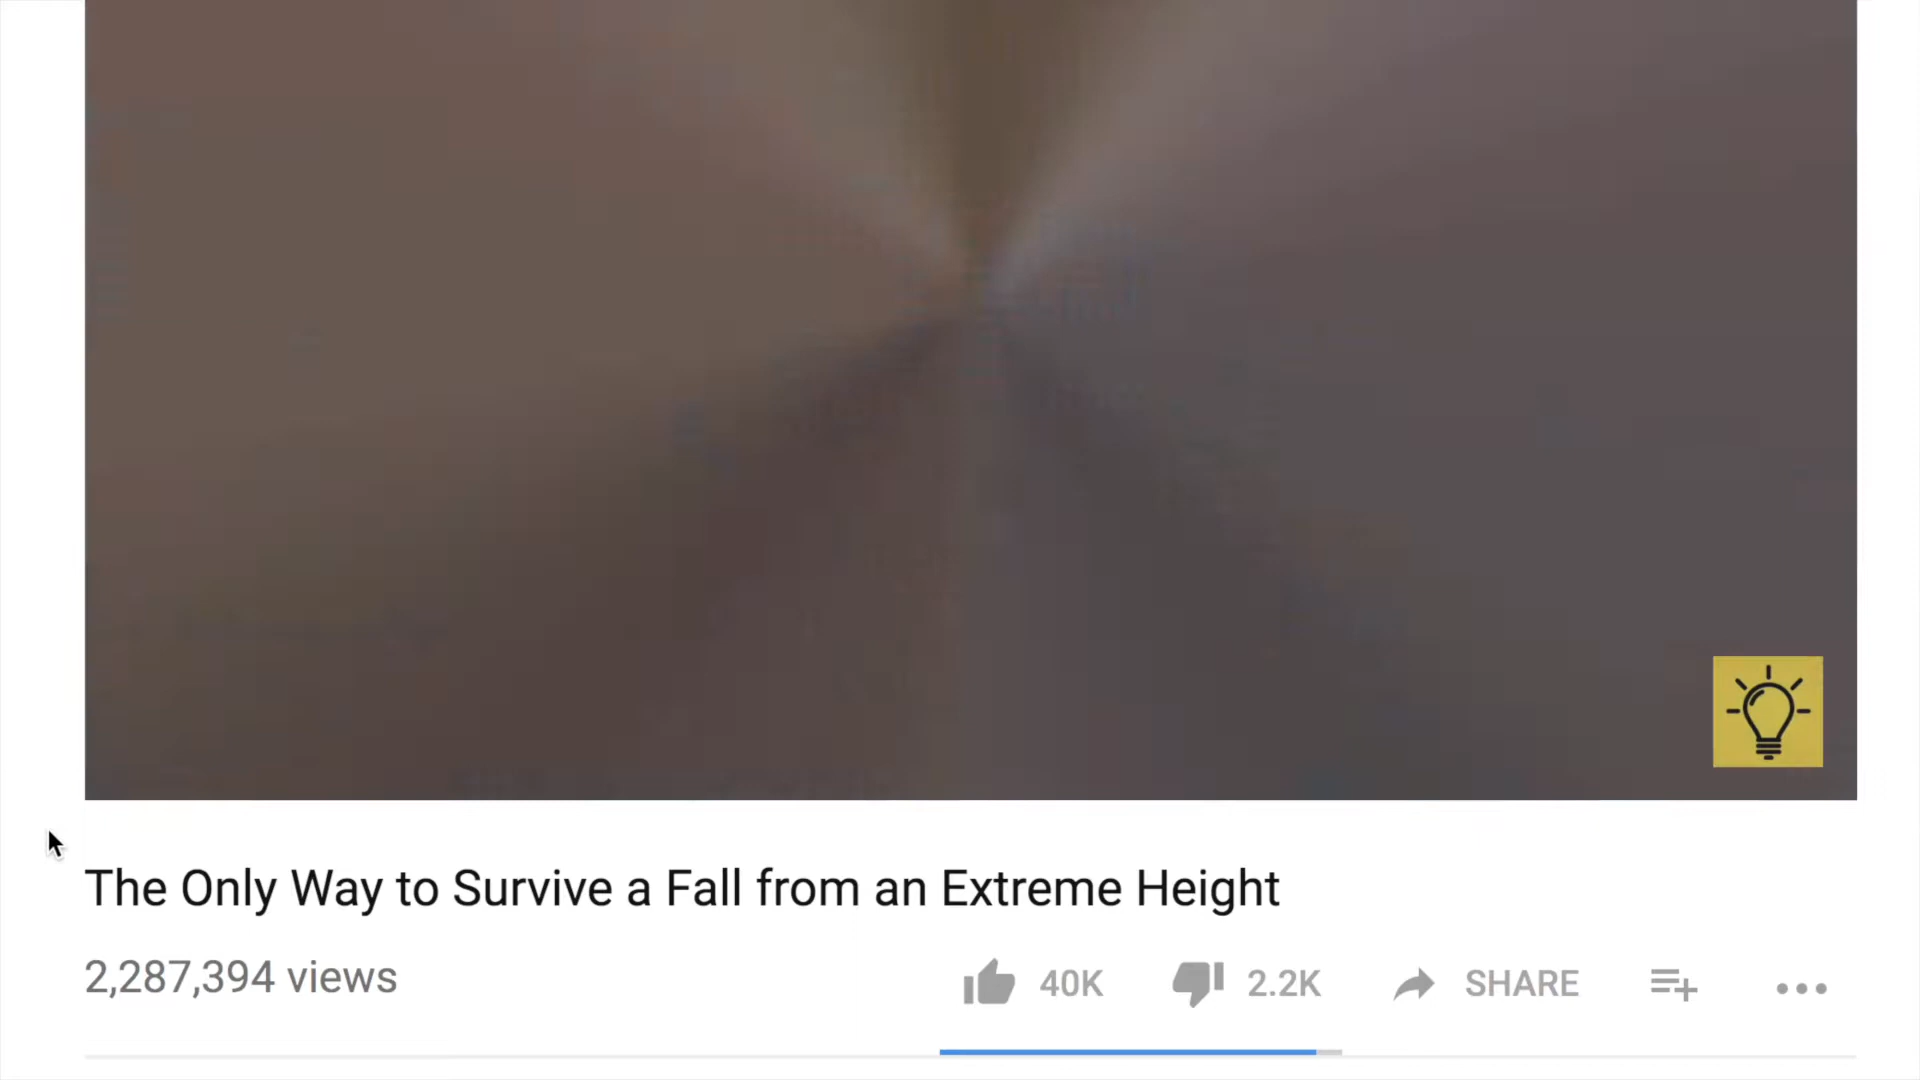 The Only Way to Survive a Fall from an Extreme Height
2,287,394 views
40K
2.2K
SHARE